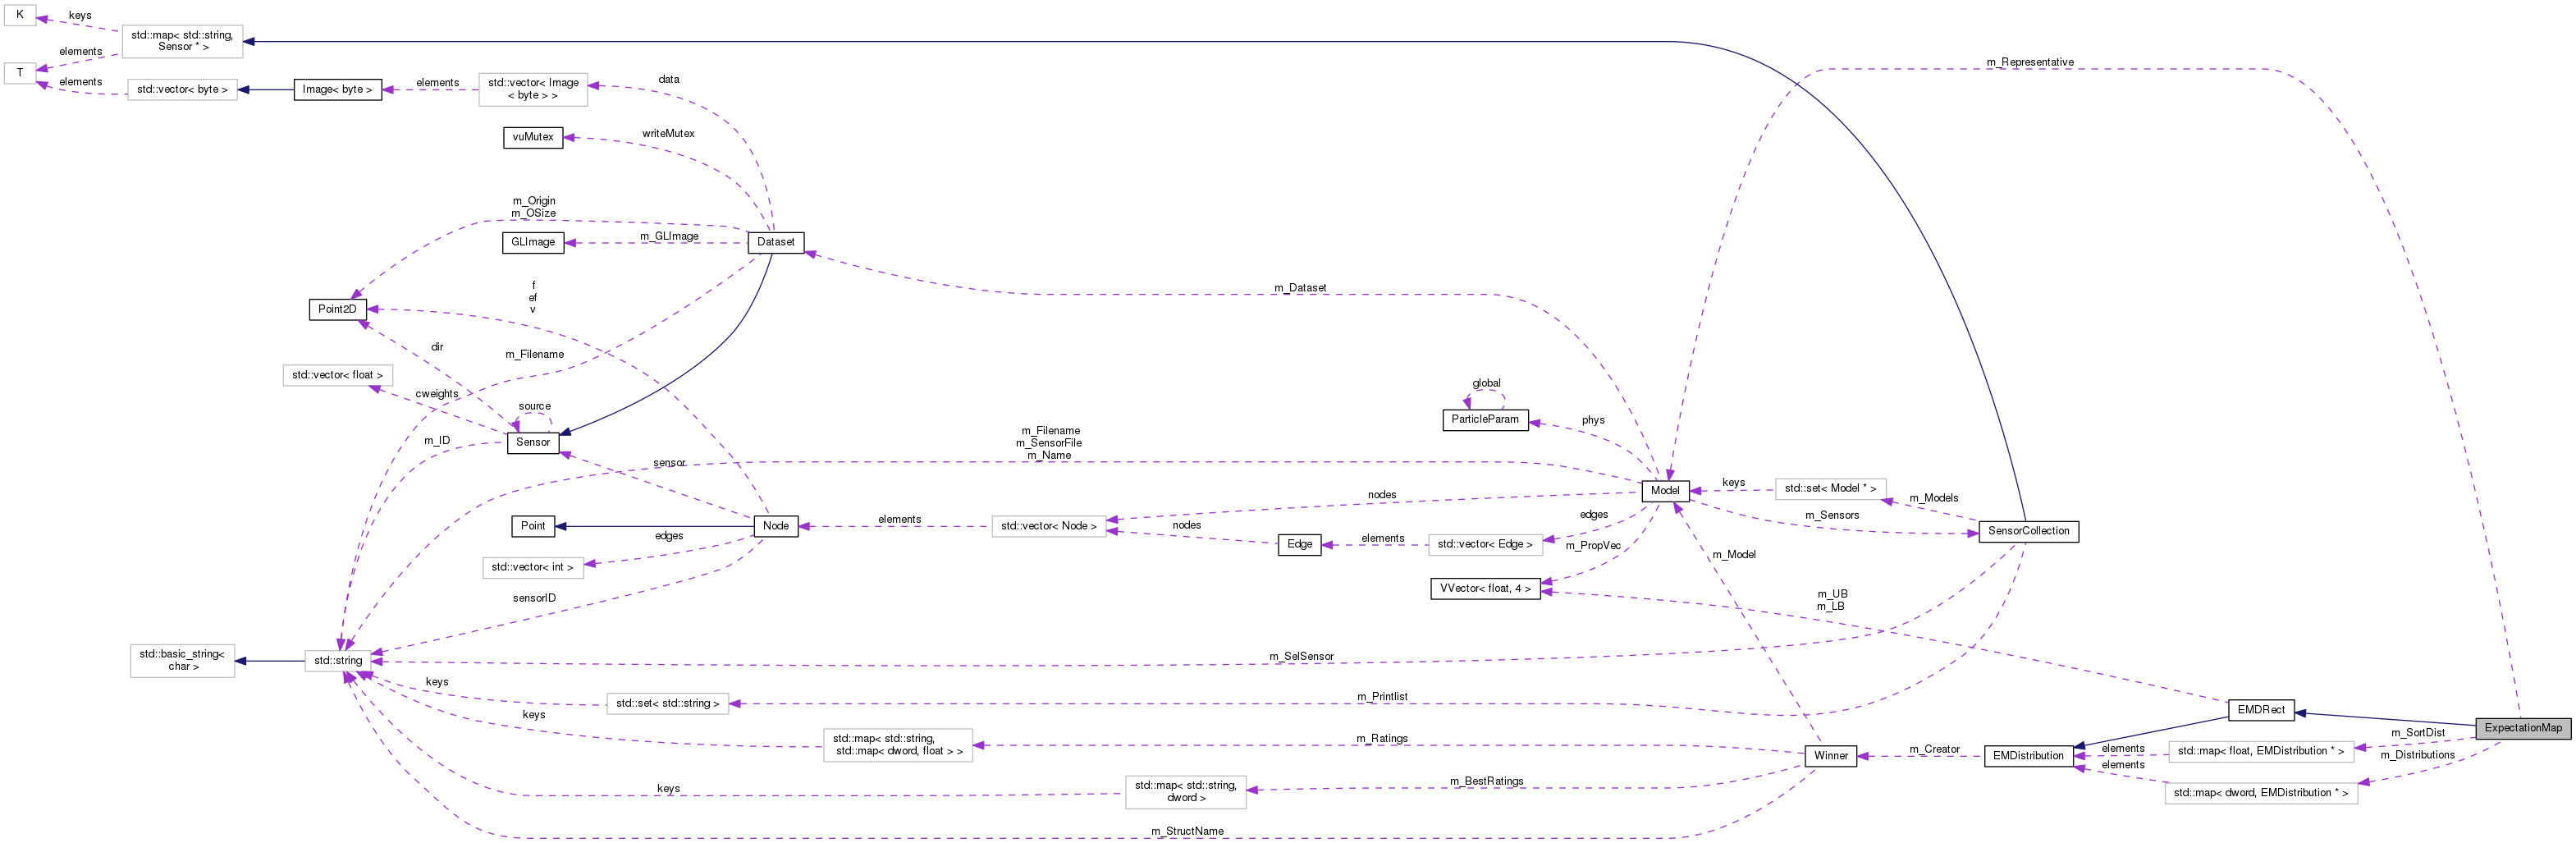 K
keys
std::map< std::string,
Sensor * >
elements
T
elements
std::vector< byte >
Image< byte >
elements
std::vector< Image
< byte > >
data
m_Representative
vuMutex
writeMutex
m_Origin
m_OSize
GLImage
m_GLImage
Dataset
Point2D
f
ef
v
m_Dataset
dir
m_Filename
std::vector< float >
cweights
source
Sensor
m_ID
global
ParticleParam
phys
m_Filename
m_SensorFile
m_Name
sensor
Model
keys
std::set< Model * >
m_Models
nodes
m_Sensors
SensorCollection
Point
Node
elements
std::vector< Node >
nodes
edges
Edge
elements
std::vector< Edge >
edges
std::vector< int >
m_PropVec
m_Model
VVector< float, 4 >
sensorID
m_UB
m_LB
std::basic_string<
char >
std::string
m_SelSensor
keys
std::set< std::string >
m_Printlist
EMDRect
ExpectationMap
keys
std::map< std::string,
std::map< dword, float > >
m_Ratings
Winner
m_Creator
EMDistribution
elements
std::map< float, EMDistribution * >
m_SortDist
m_Distributions
elements
std::map< dword, EMDistribution * >
keys
std::map< std::string,
dword >
m_BestRatings
m_StructName